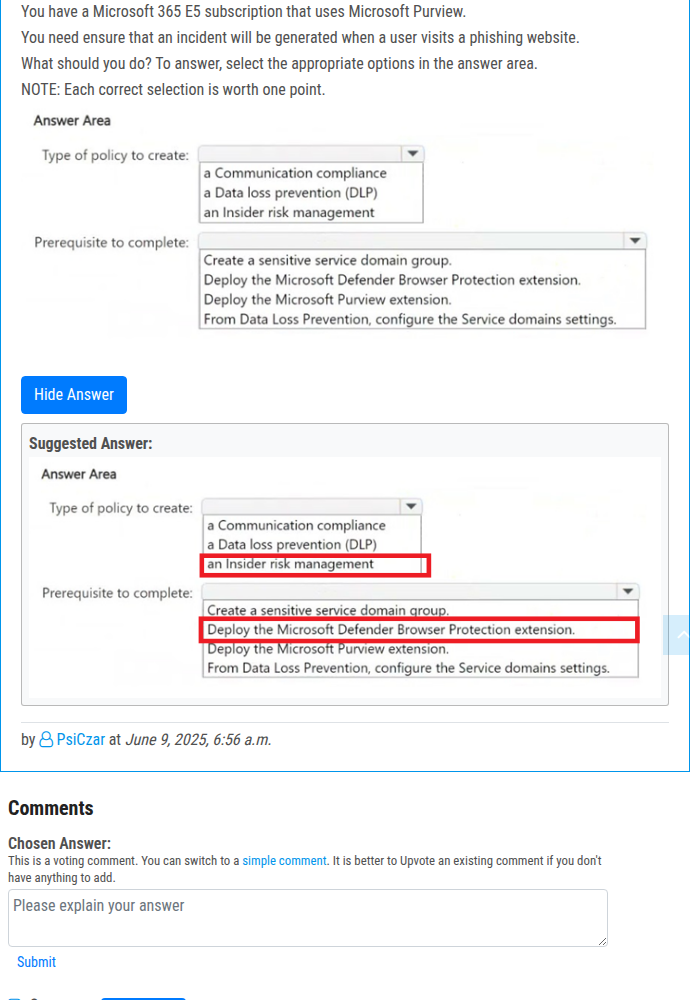 You have a Microsoft 365 E5 subscription that uses Microsoft Purview.
You need ensure that an incident will be generated when a user visits a phishing website.
What should you do? To answer, select the appropriate options in the answer area.
NOTE: Each correct selection is worth one point.
Answer Area
Type of policy to create:
a Communication compliance
a Data loss prevention (DLP)
an Insider risk management
Prerequisite to complete:
Create a sensitive service domain group.
Deploy the Microsoft Defender Browser Protection extension.
Deploy the Microsoft Purview extension.
From Data Loss Prevention, configure the Service domains settings.
Hide Answer
Suggested Answer:
Answer Area
Type of policy to create:
a Communication compliance
a Data loss prevention (DLP)
an Insider risk management
Prerequisite to complete:
Create a sensitive service domain group.
Deploy the Microsoft Defender Browser Protection extension.
Deploy the Microsoft Purview extension.
From Data Loss Prevention, configure the Service domains settings.
by PsiCzar at June 9, 2025, 6:56 a.m.
Comments
Chosen Answer:
This is a voting comment. You can switch to a simple comment. It is better to Upvote an existing comment if you don't
have anything to add.
Please explain your answer
Submit